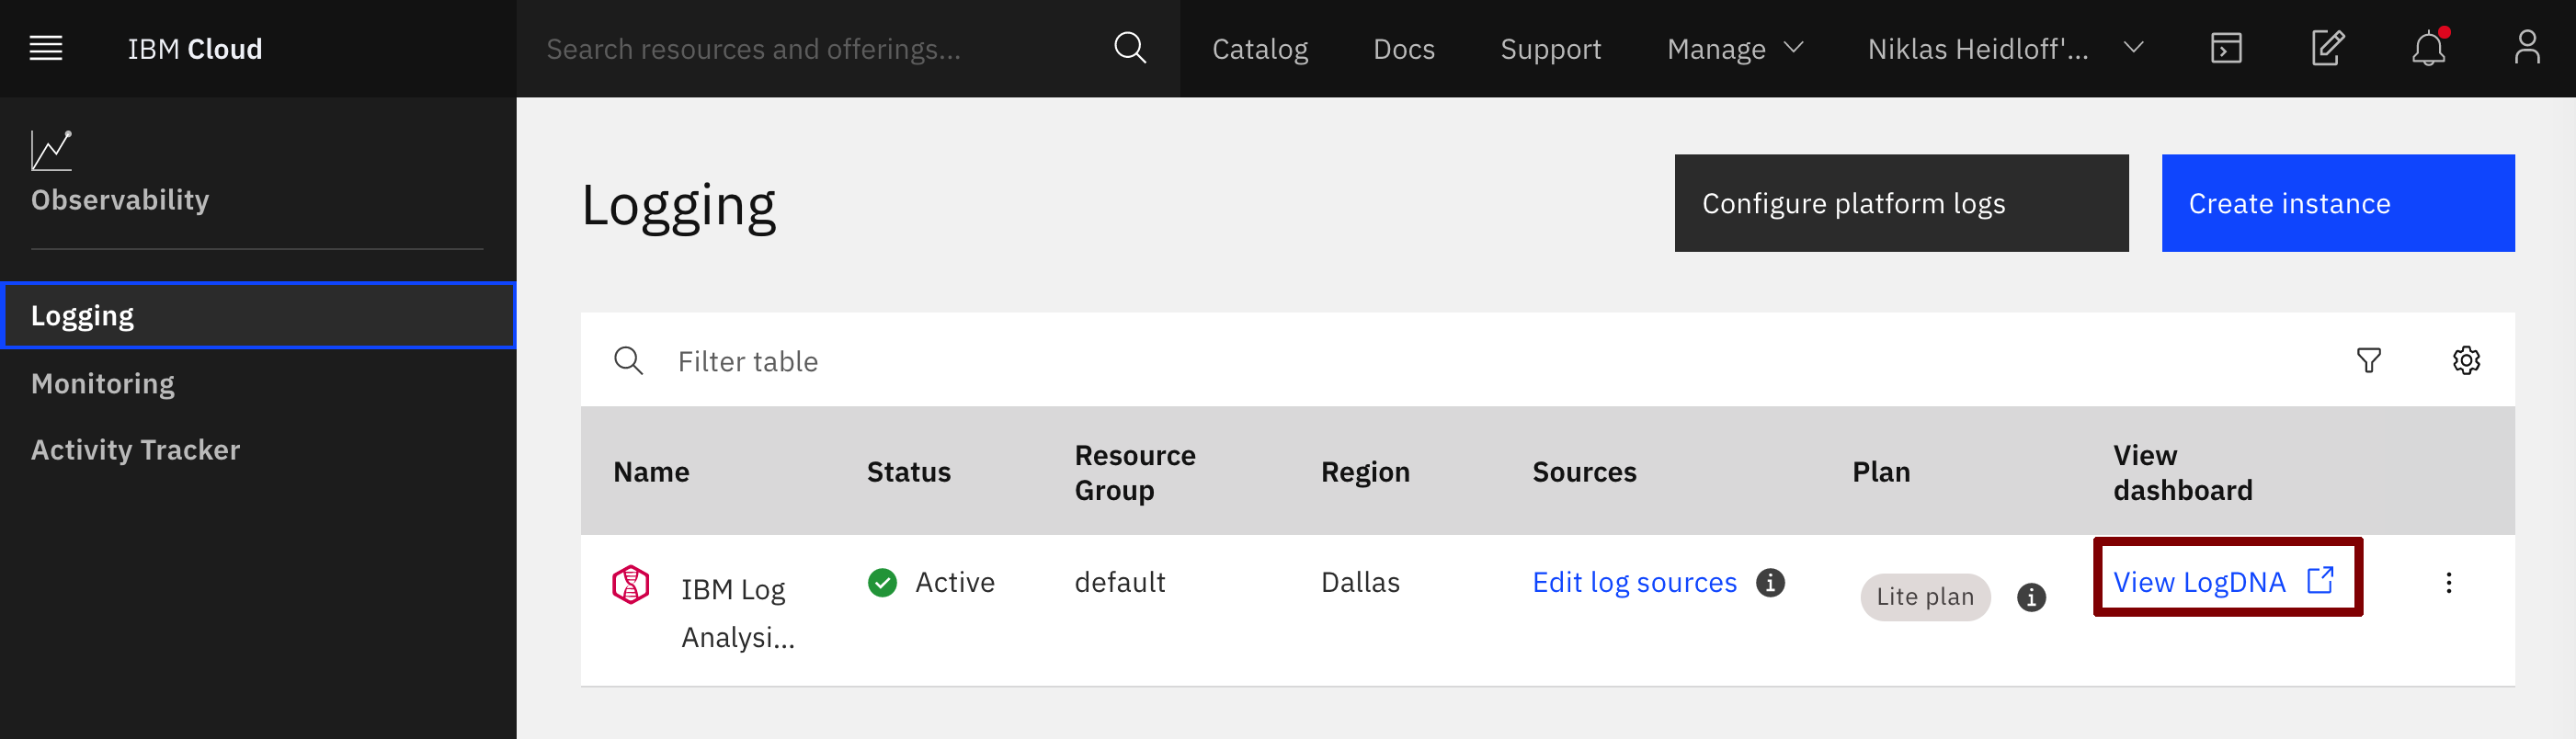 IBM Cloud
Search resources and offerings...
Catalog
Docs
Support
Manage
Niklas Heidloff'...
Observability
Logging
Monitoring
Activity Tracker
Logging
Configure platform logs
Create instance
Filter table
Name
Status
Resource
Group
Region
Sources
Plan
View
dashboard
IBM Log
Analysi...
Active
default
Dallas
Edit log sources
Lite plan
View LogDNA